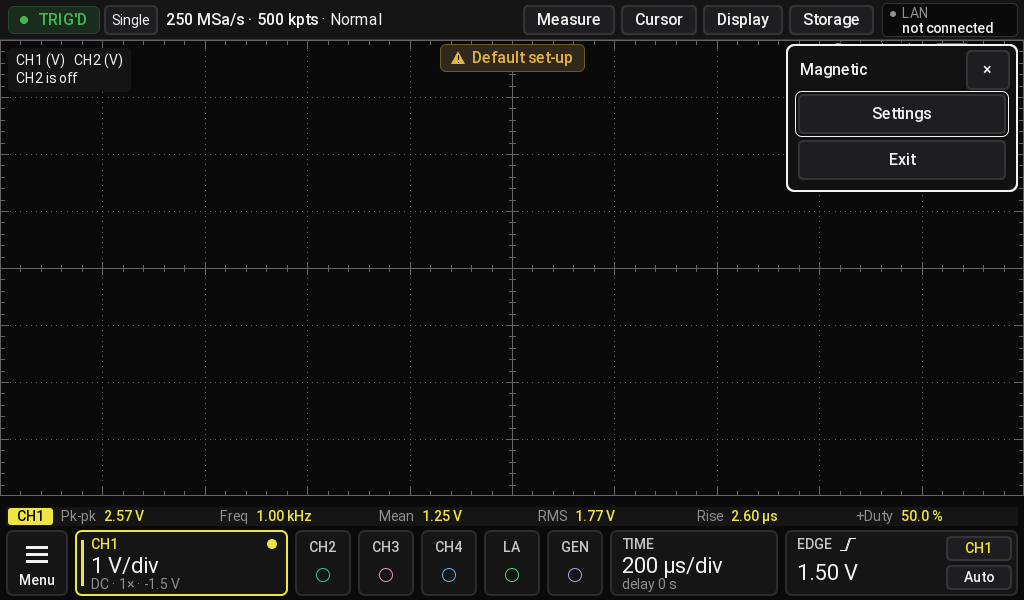 TRIG'D
Single
250 MSa/s · 500 kpts · Normal
Measure
Cursor
Display
Storage
LAN
not connected
CH1 (V) CH2 (V)
CH2 is off
Default set-up
Magnetic
×
Settings
Exit
CH1 Pk-pk 2.57 V Freq 1.00 kHz Mean 1.25 V RMS 1.77 V Rise 2.60 µs +Duty 50.0 %
Menu
CH1
1 V/div
DC · 1× · -1.5 V
CH2
CH3
CH4
LA
GEN
TIME
200 µs/div
delay 0 s
EDGE
1.50 V
CH1
Auto